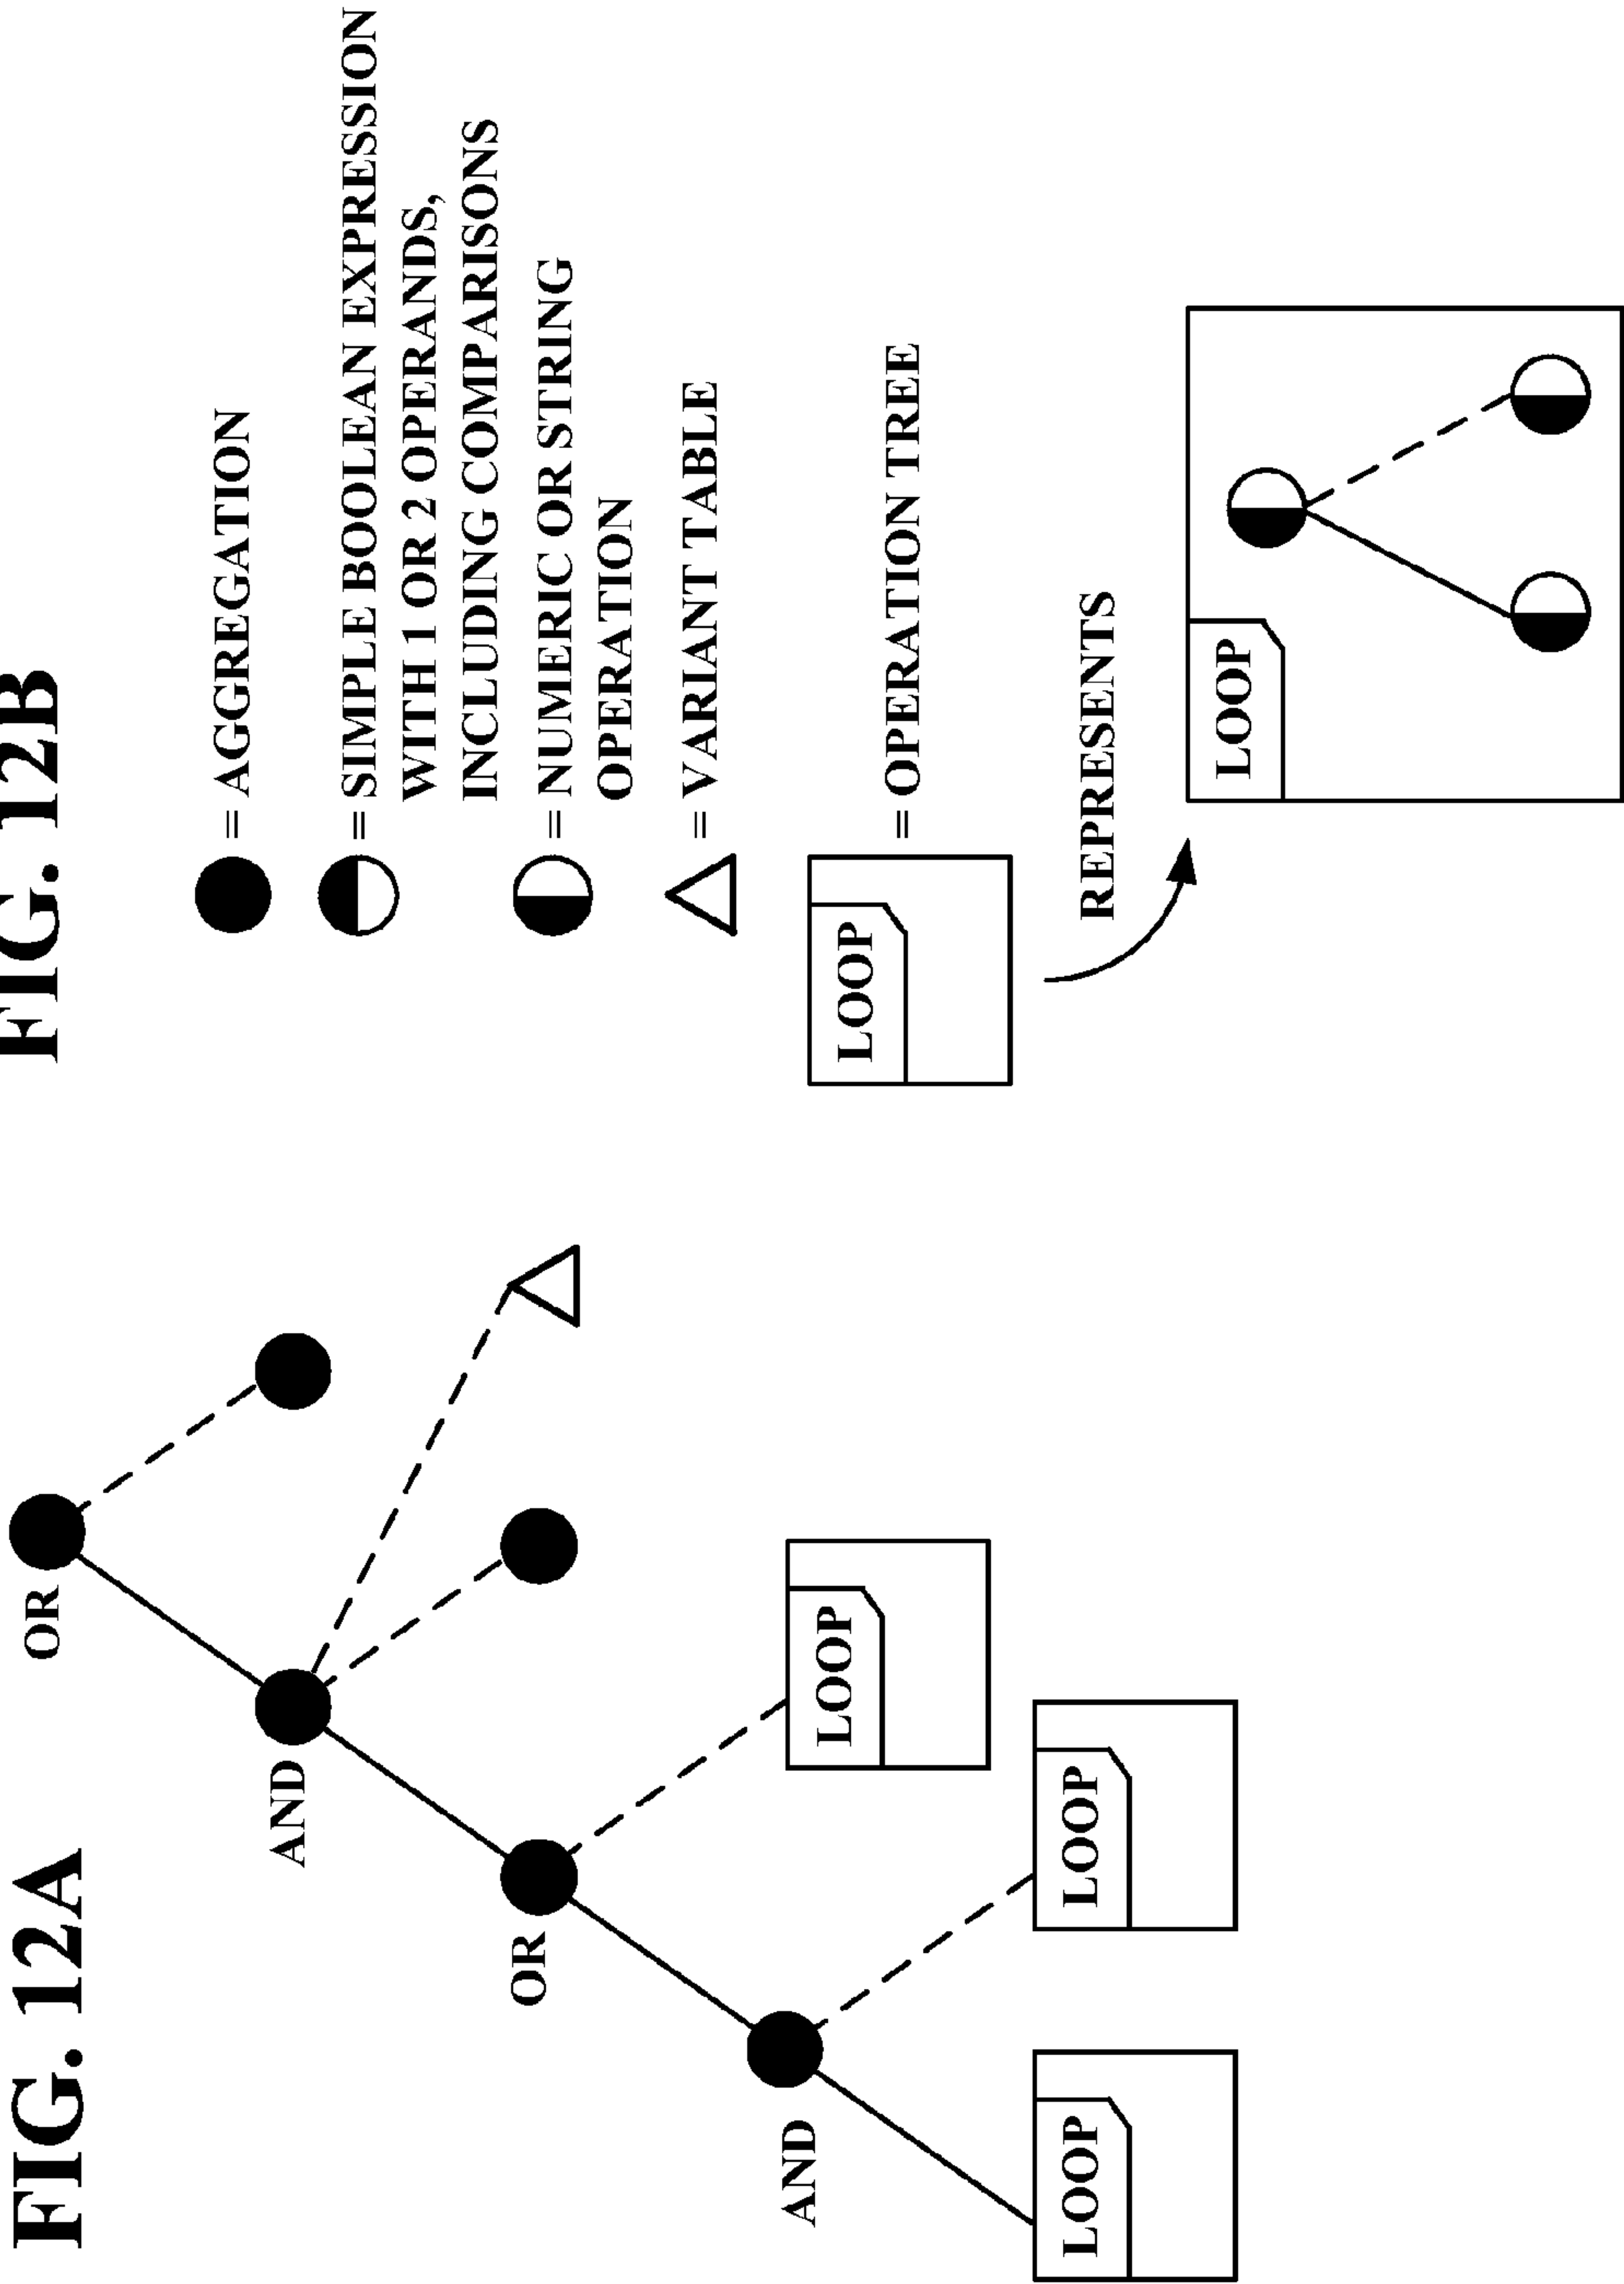 FIG. 12A
OR
AND
OR
AND
LOOP
LOOP
LOOP
FIG. 12B
= AGGREGATION
= SIMPLE BOOLEAN EXPRESSION
WITH 1 OR 2 OPERANDS,
INCLUDING COMPARISONS
= NUMERIC OR STRING
OPERATION
= VARIANT TABLE
LOOP
= OPERATION TREE
REPRESENTS
LOOP